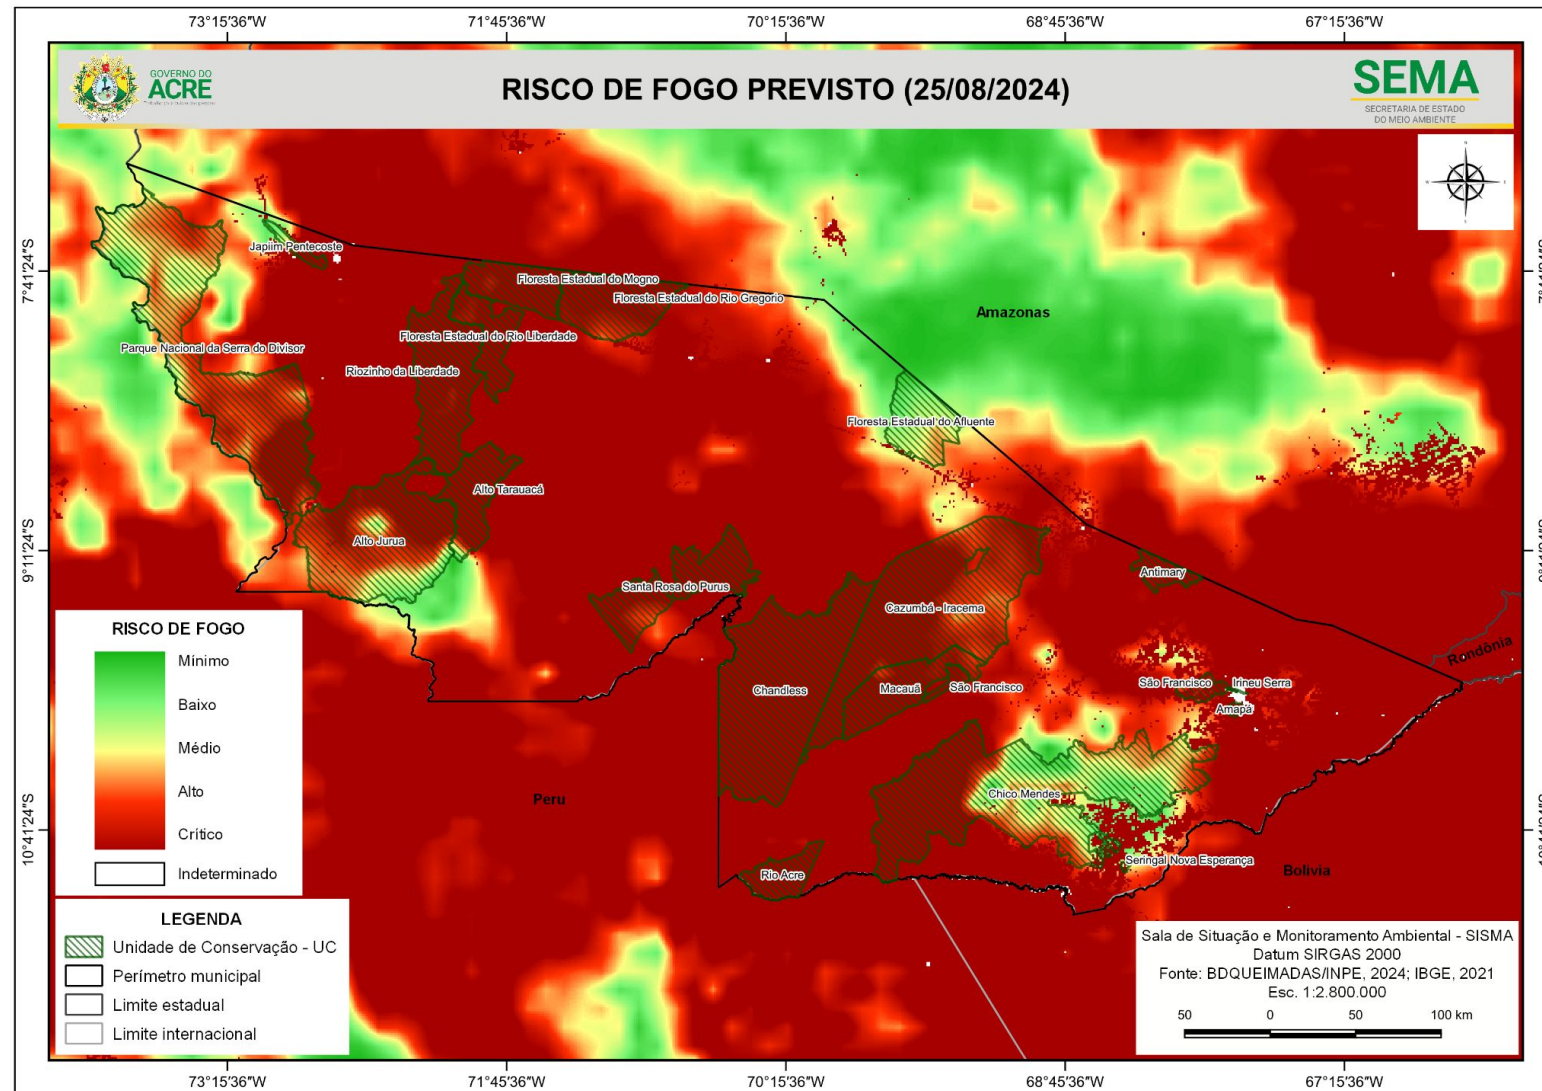 73°15'36"W 71°45'36"W 70°15'36"W 68°45'36"W 67°15'36"W
GOVERNO DO
ACRE
RISCO DE FOGO PREVISTO (25/08/2024)
SEMA
SECRETARIA DE ESTADO
DO MEIO AMBIENTE
Japiim Pentecoste
7°41'24"S
Floresta Estadual do Mogno
Floresta Estadual do Rio Gregório
Amazonas
Floresta Estadual do Rio Liberdade
Parque Nacional da Serra do Divisor
Riozinho da Liberdade
Floresta Estadual do Afluente
Alto Tarauacá
Alto Jurua
9°11'24"S
Antimary
Santa Rosa do Purus
Cazumbá - Iracema
Rondônia
Chandless
Macauã
São Francisco
São Francisco
Irineu Serra
Amapá
Peru
Chico Mendes
10°41'24"S
Seringal Nova Esperança
Bolívia
Rio Acre
RISCO DE FOGO
Mínimo
Baixo
Médio
Alto
Crítico
Indeterminado
LEGENDA
Unidade de Conservação - UC
Perímetro municipal
Limite estadual
Limite internacional
Sala de Situação e Monitoramento Ambiental - SISMA
Datum SIRGAS 2000
Fonte: BDQUEIMADAS/INPE, 2024; IBGE, 2021
Esc. 1:2.800.000
50 0 50 100 km
73°15'36"W 71°45'36"W 70°15'36"W 68°45'36"W 67°15'36"W